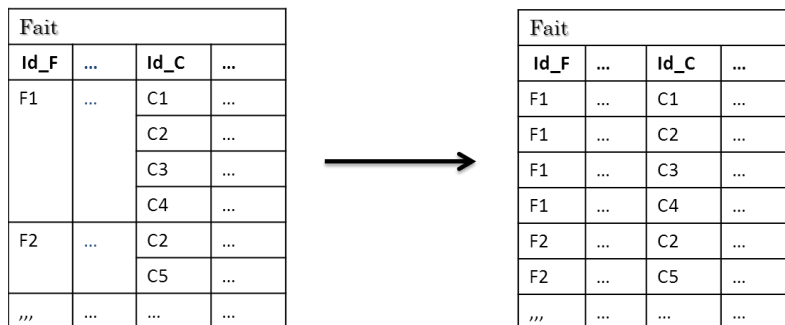 Fait
Id_F ... Id_C ...
F1 ... C1 ...
C2 ...
C3 ...
C4 ...
F2 ... C2 ...
C5 ...
,,, ... ... ...
Fait
Id_F ... Id_C ...
F1 ... C1 ...
F1 ... C2 ...
F1 ... C3 ...
F1 ... C4 ...
F2 ... C2 ...
F2 ... C5 ...
,,, ... ... ...